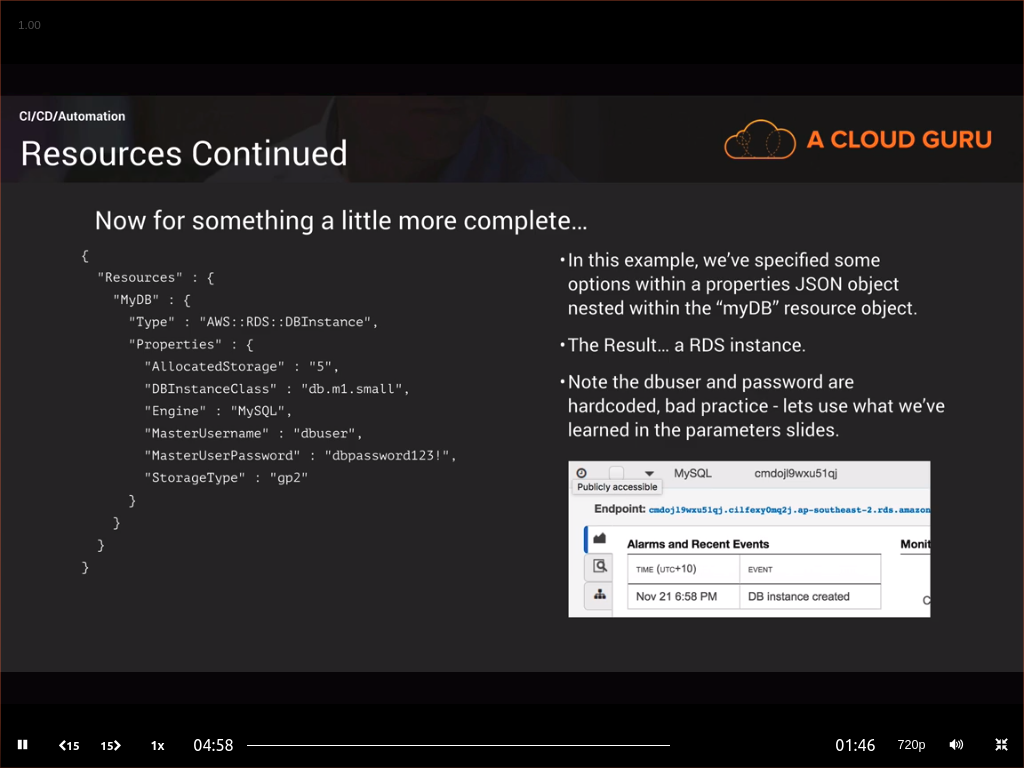 1.00
CI/CD/Automation
Resources Continued
A CLOUD GURU
Now for something a little more complete…
{
"Resources" : {
"MyDB" : {
"Type" : "AWS::RDS::DBInstance",
"Properties" : {
"AllocatedStorage" : "5",
"DBInstanceClass" : "db.m1.small",
"Engine" : "MySQL",
"MasterUsername" : "dbuser",
"MasterUserPassword" : "dbpassword123!",
"StorageType" : "gp2"
}
}
}
}
•In this example, we’ve specified some
options within a properties JSON object
nested within the “myDB” resource object.
•The Result… a RDS instance.
•Note the dbuser and password are
hardcoded, bad practice - lets use what we’ve
learned in the parameters slides.
MySQL cmdojl9wxu51qj
Publicly accessible
Endpoint: cmdojl9wxu51qj.cilfexy0mq2j.ap-southeast-2.rds.amazon
Alarms and Recent Events Monit
TIME (UTC+10) EVENT
Nov 21 6:58 PM DB instance created C
15 15 1x 04:58 01:46 720p